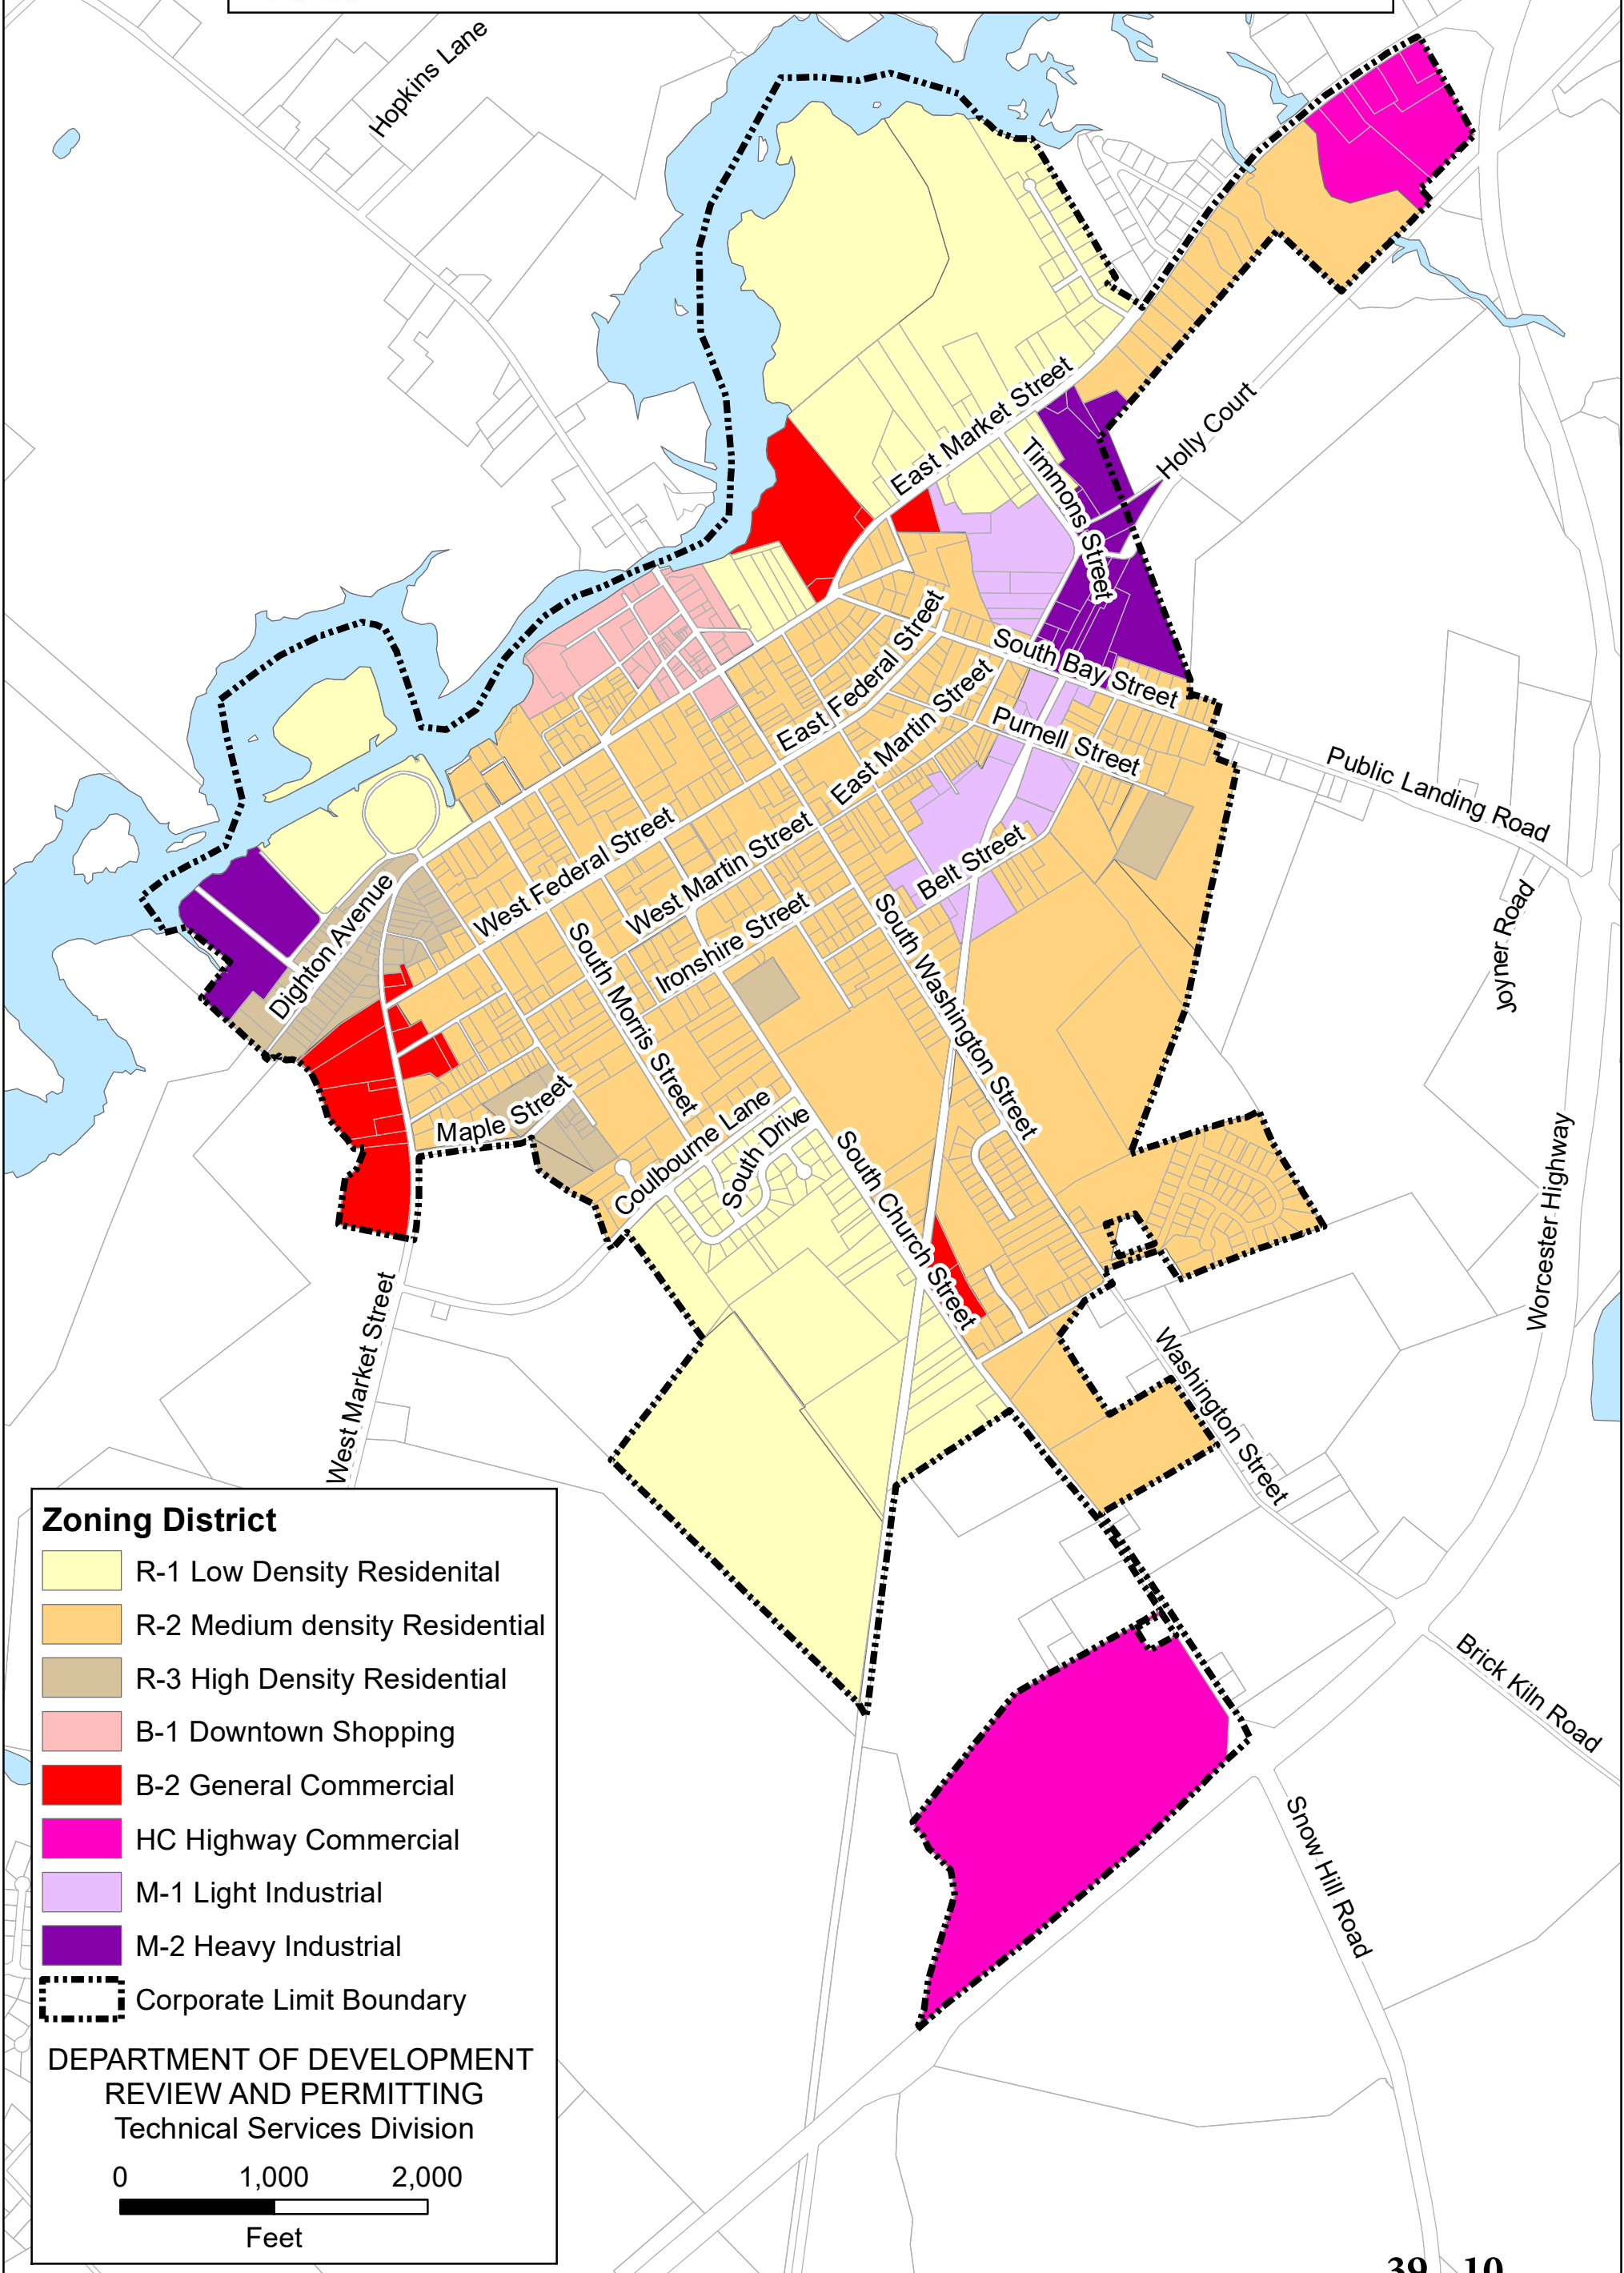 Hopkins Lane
East Market Street
Holly Court
Timmons Street
East Federal Street
South Bay Street
East Martin Street
Purnell Street
Public Landing Road
West Federal Street
West Martin Street
Belt Street
Dighton Avenue
Ironshire Street
South Washington Street
Joyner Road
South Morris Street
Maple Street
Coulbourne Lane
South Drive
South Church Street
Worcester Highway
West Market Street
Washington Street
Brick Kiln Road
Snow Hill Road
Zoning District
R-1 Low Density Residenital
R-2 Medium density Residential
R-3 High Density Residential
B-1 Downtown Shopping
B-2 General Commercial
HC Highway Commercial
M-1 Light Industrial
M-2 Heavy Industrial
Corporate Limit Boundary
DEPARTMENT OF DEVELOPMENT
REVIEW AND PERMITTING
Technical Services Division
0 1,000 2,000
Feet